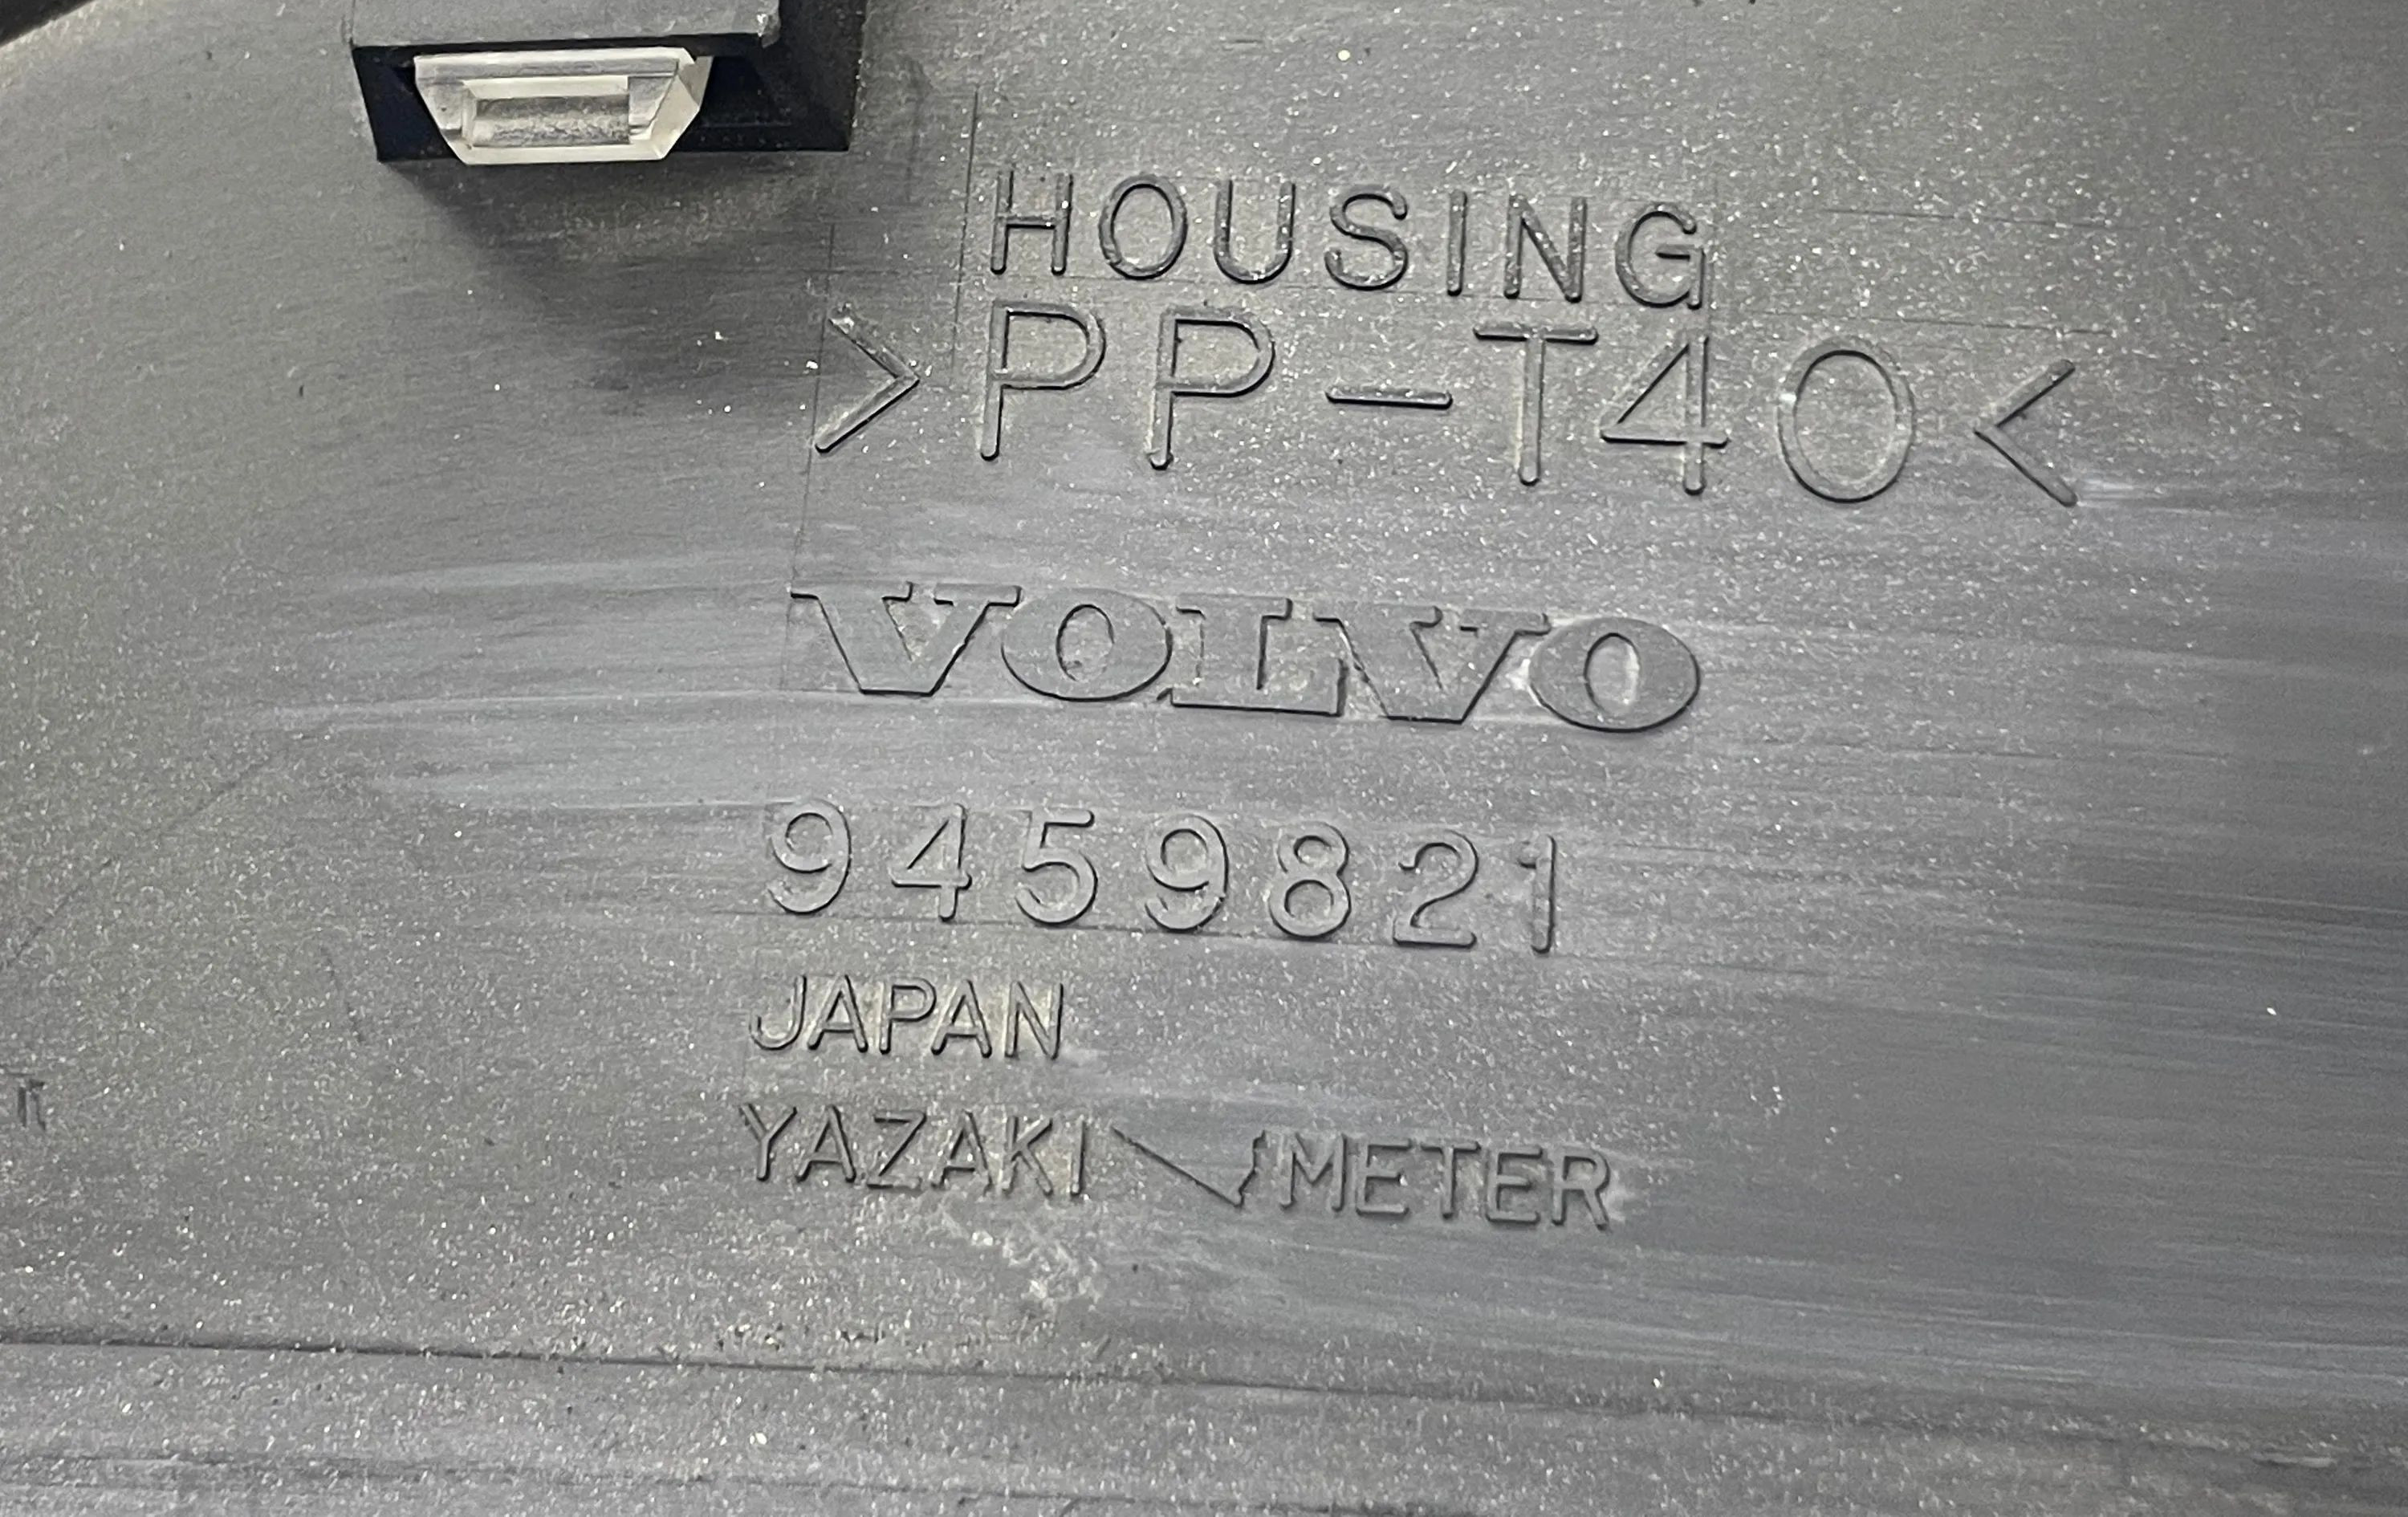 HOUSING
>PP-T40<
VOLVO
9459821
JAPAN
YAZAKI METER